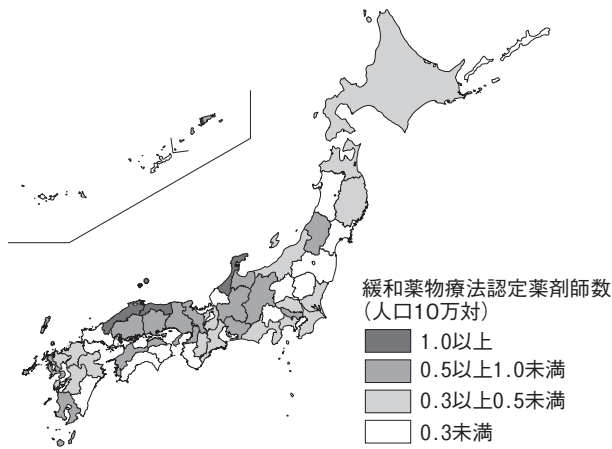 緩和薬物療法認定薬剤師数
(人口10万対)
1.0以上
0.5以上1.0未満
0.3以上0.5未満
0.3未満